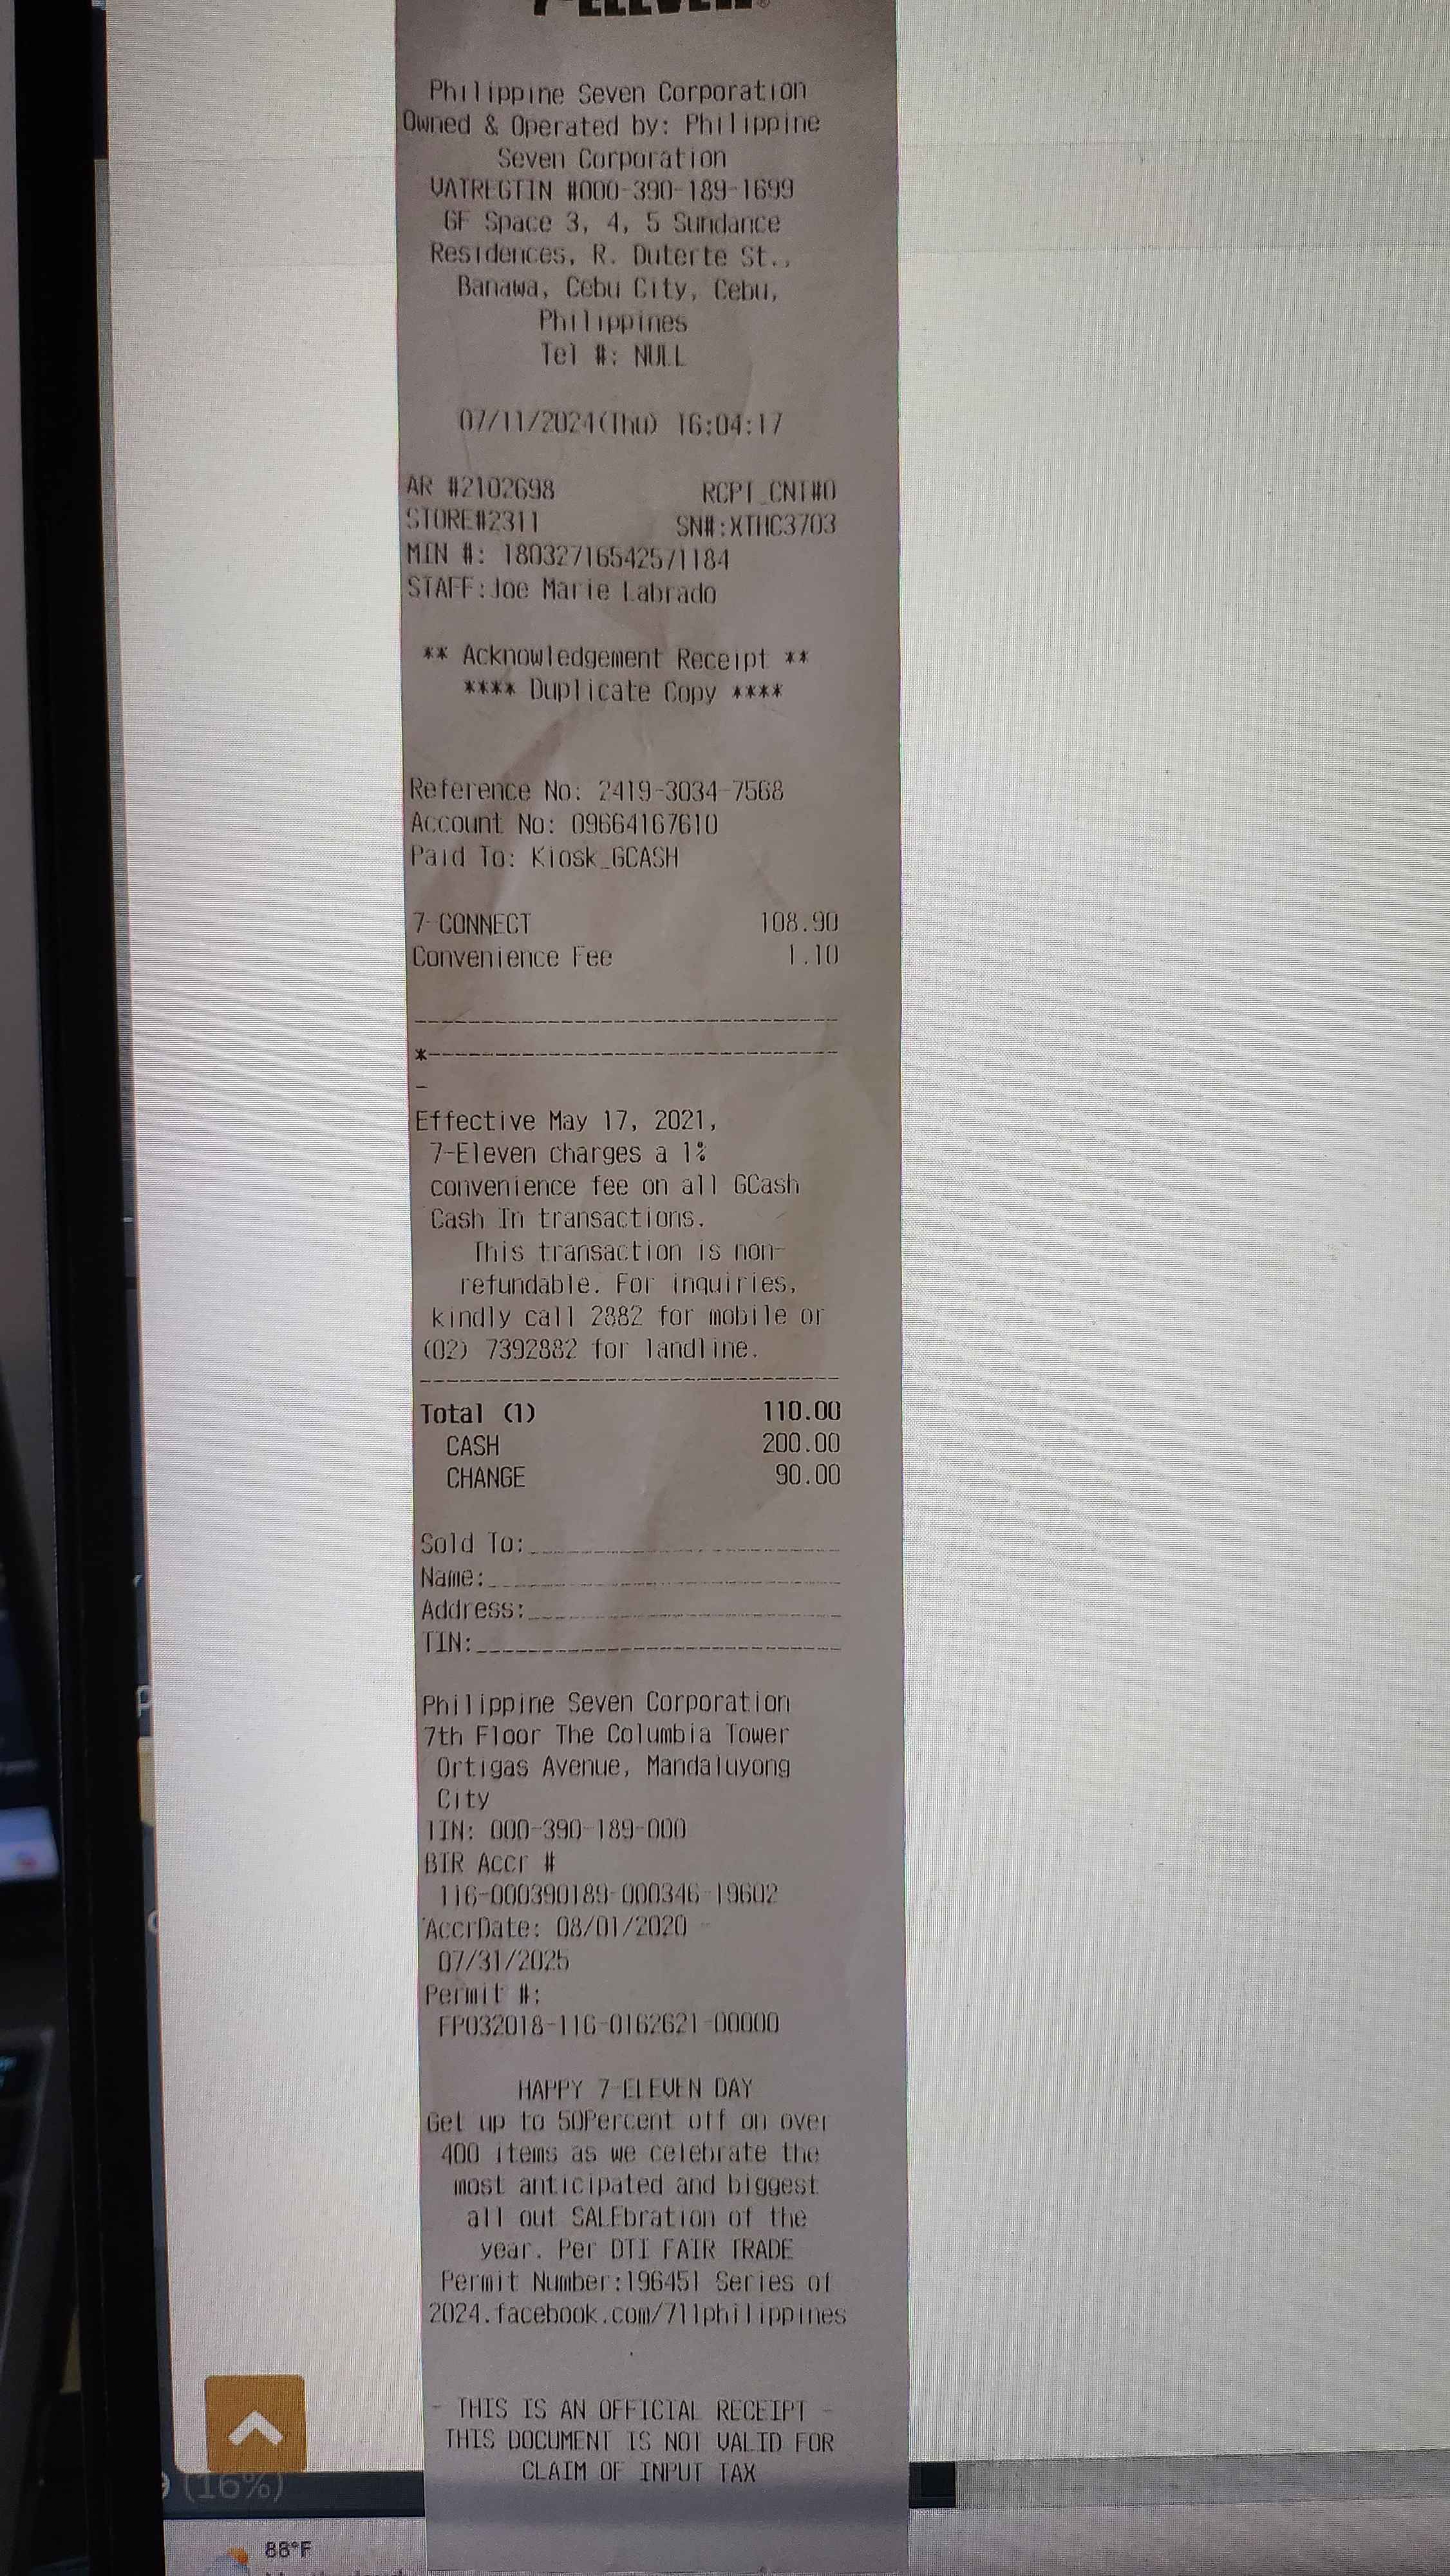 7-ELEVEN®
Philippine Seven Corporation
Owned & Operated by: Philippine
Seven Corporation
VATREGTIN #000-390-189-1699
GF Space 3, 4, 5 Sundance
Residences, R. Duterte St.,
Banawa, Cebu City, Cebu,
Philippines
Tel #: NULL
07/11/2024(Thu) 16:04:17
AR #2102698 RCPT_CNT#0
STORE#2311 SN#:XTHC3703
MIN #: 18032716542571184
STAFF:Joe Marie Labrado
** Acknowledgement Receipt **
**** Duplicate Copy ****
Reference No: 2419-3034-7568
Account No: 09664167610
Paid To: Kiosk_GCASH
7-CONNECT 108.90
Convenience Fee 1.10
--------------------------------
*-------------------------------
-
Effective May 17, 2021,
7-Eleven charges a 1%
convenience fee on all GCash
Cash In transactions.
This transaction is non-
refundable. For inquiries,
kindly call 2882 for mobile or
(02) 7392882 for landline.
--------------------------------
Total (1) 110.00
CASH 200.00
CHANGE 90.00
Sold To:________________________
Name:___________________________
Address:________________________
TIN:____________________________
Philippine Seven Corporation
7th Floor The Columbia Tower
Ortigas Avenue, Mandaluyong
City
TIN: 000-390-189-000
BIR Accr #
116-000390189-000346-19602
AccrDate: 08/01/2020 -
07/31/2025
Permit #:
FP032018-116-0162621-00000
HAPPY 7-ELEVEN DAY
Get up to 50Percent off on over
400 items as we celebrate the
most anticipated and biggest
all out SALEbration of the
year. Per DTI FAIR TRADE
Permit Number:196451 Series of
2024.facebook.com/711philippines
- THIS IS AN OFFICIAL RECEIPT -
THIS DOCUMENT IS NOT VALID FOR
CLAIM OF INPUT TAX
(16%)
88°F